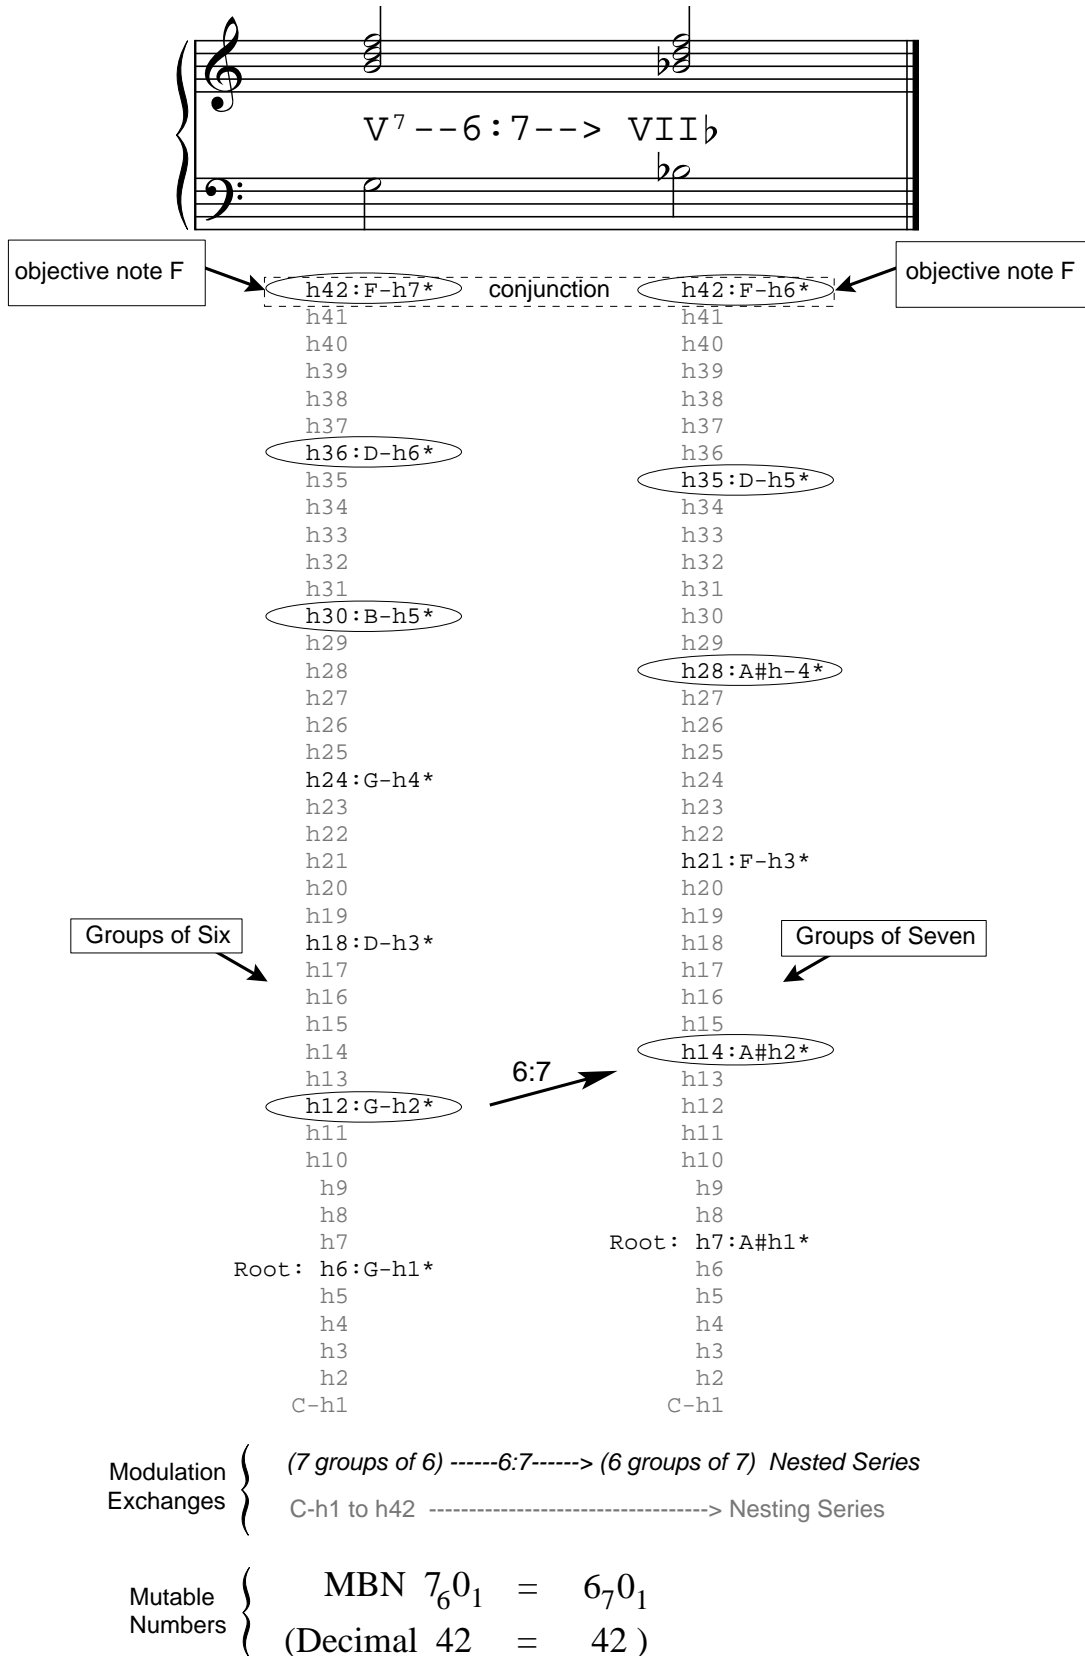 V⁷--6:7--> VII♭
objective note F
objective note F
h42:F-h7* conjunction h42:F-h6*
h41 h41
h40 h40
h39 h39
h38 h38
h37 h37
h36:D-h6* h36
h35 h35:D-h5*
h34 h34
h33 h33
h32 h32
h31 h31
h30:B-h5* h30
h29 h29
h28 h28:A#h-4*
h27 h27
h26 h26
h25 h25
h24:G-h4* h24
h23 h23
h22 h22
h21 h21:F-h3*
h20 h20
h19 h19
Groups of Six h18:D-h3* h18 Groups of Seven
h17 h17
h16 h16
h15 h15
h14 h14:A#h2*
h13 6:7 h13
h12:G-h2* h12
h11 h11
h10 h10
h9 h9
h8 h8
h7 Root: h7:A#h1*
Root: h6:G-h1* h6
h5 h5
h4 h4
h3 h3
h2 h2
C-h1 C-h1
Modulation Exchanges
(7 groups of 6) ------6:7------> (6 groups of 7) Nested Series
C-h1 to h42 -----------------------------------> Nesting Series
Mutable Numbers
MBN 7₆0₁ = 6₇0₁
(Decimal 42 = 42 )